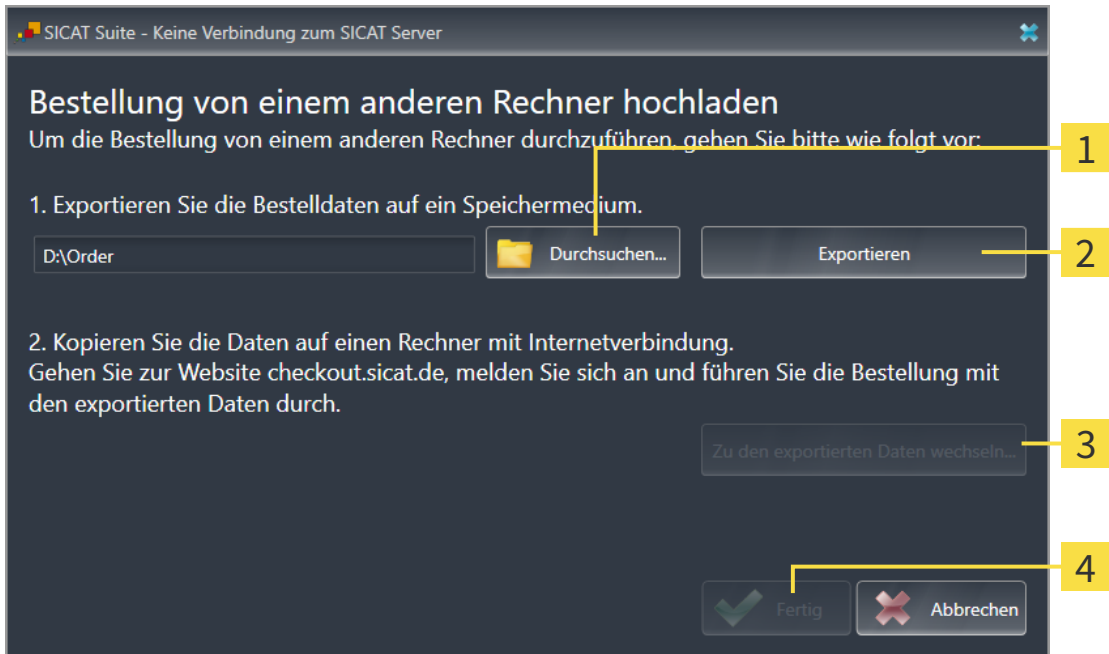 SICAT Suite - Keine Verbindung zum SICAT Server
Bestellung von einem anderen Rechner hochladen
Um die Bestellung von einem anderen Rechner durchzuführen, gehen Sie bitte wie folgt vor:
1
1. Exportieren Sie die Bestelldaten auf ein Speichermedium.
D:\Order
Durchsuchen...
Exportieren
2
2. Kopieren Sie die Daten auf einen Rechner mit Internetverbindung.
Gehen Sie zur Website checkout.sicat.de, melden Sie sich an und führen Sie die Bestellung mit
den exportierten Daten durch.
Zu den exportierten Daten wechseln...
3
4
Fertig
Abbrechen